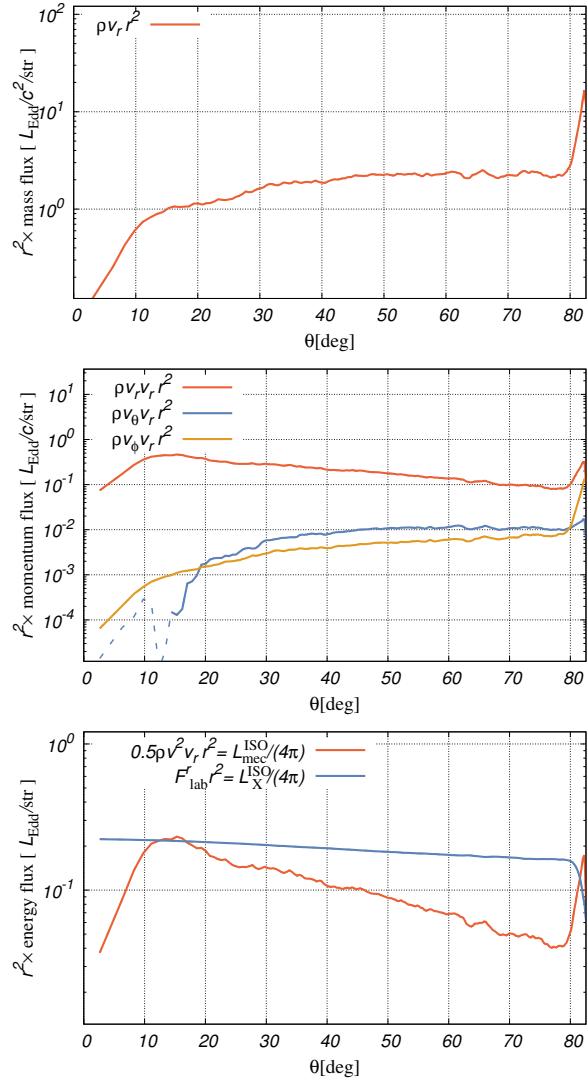 ρv_r r^2
10^2
10^1
10^0
r^2× mass flux [ L_Edd/c^2/str]
0 10 20 30 40 50 60 70 80
θ[deg]
ρv_r v_r r^2
ρv_θ v_r r^2
ρv_ϕ v_r r^2
10^1
10^0
10^-1
10^-2
10^-3
10^-4
r^2× momentum flux [ L_Edd/c/str]
0 10 20 30 40 50 60 70 80
θ[deg]
0.5ρv^2 v_r r^2= L_mec^ISO/(4π)
F_lab^r r^2= L_X^ISO/(4π)
10^0
10^-1
r^2× energy flux [ L_Edd/str]
0 10 20 30 40 50 60 70 80
θ[deg]